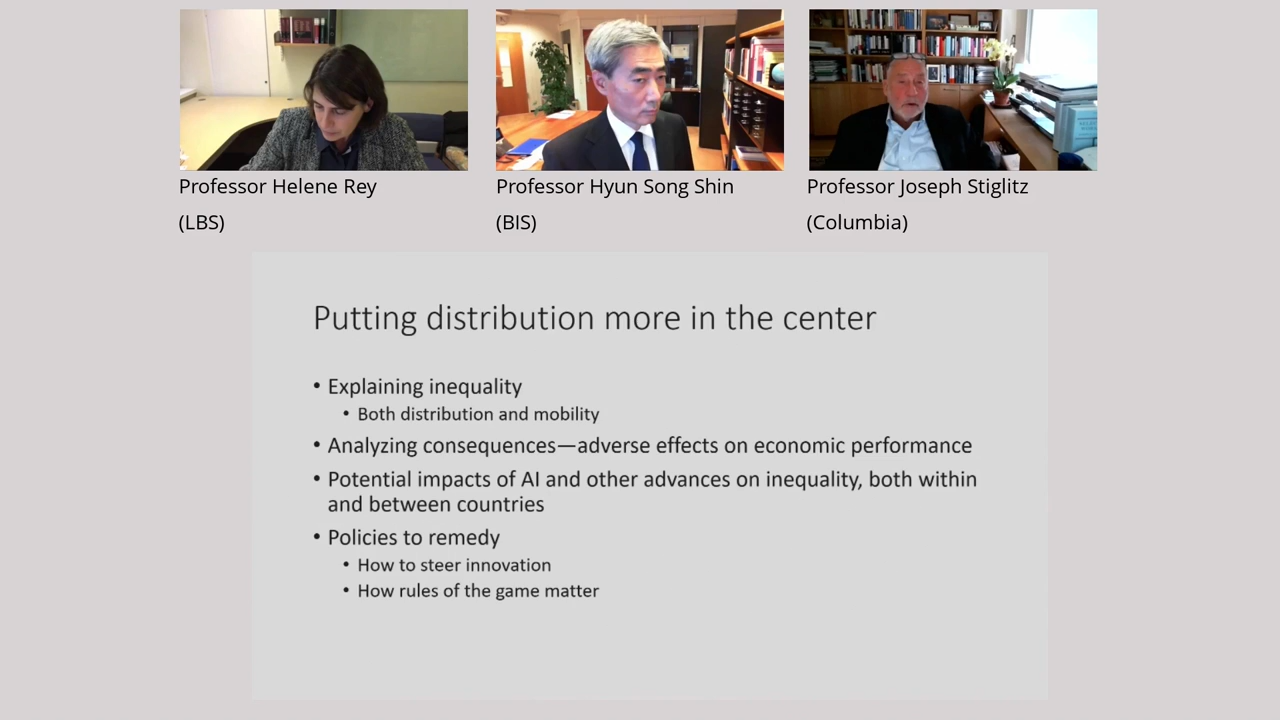 Professor Helene Rey
(LBS)
Professor Hyun Song Shin
(BIS)
Professor Joseph Stiglitz
(Columbia)
Putting distribution more in the center
• Explaining inequality
• Both distribution and mobility
• Analyzing consequences—adverse effects on economic performance
• Potential impacts of AI and other advances on inequality, both within
and between countries
• Policies to remedy
• How to steer innovation
• How rules of the game matter